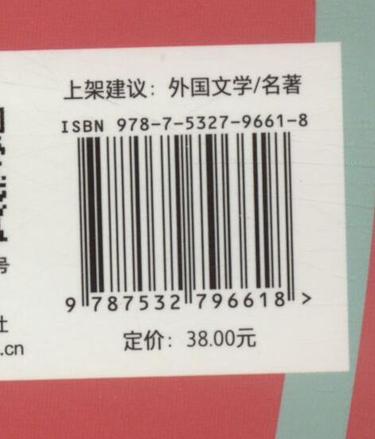 上架建议：外国文学/名著
ISBN 978-7-5327-9661-8
9 787532 796618 >
定价：38.00元
号
社
.cn